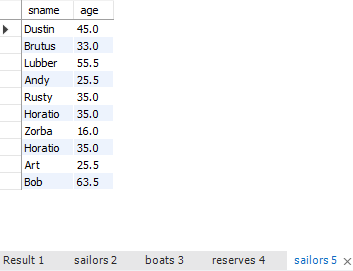 sname age
Dustin 45.0
Brutus 33.0
Lubber 55.5
Andy 25.5
Rusty 35.0
Horatio 35.0
Zorba 16.0
Horatio 35.0
Art 25.5
Bob 63.5
Result 1 sailors 2 boats 3 reserves 4 sailors 5